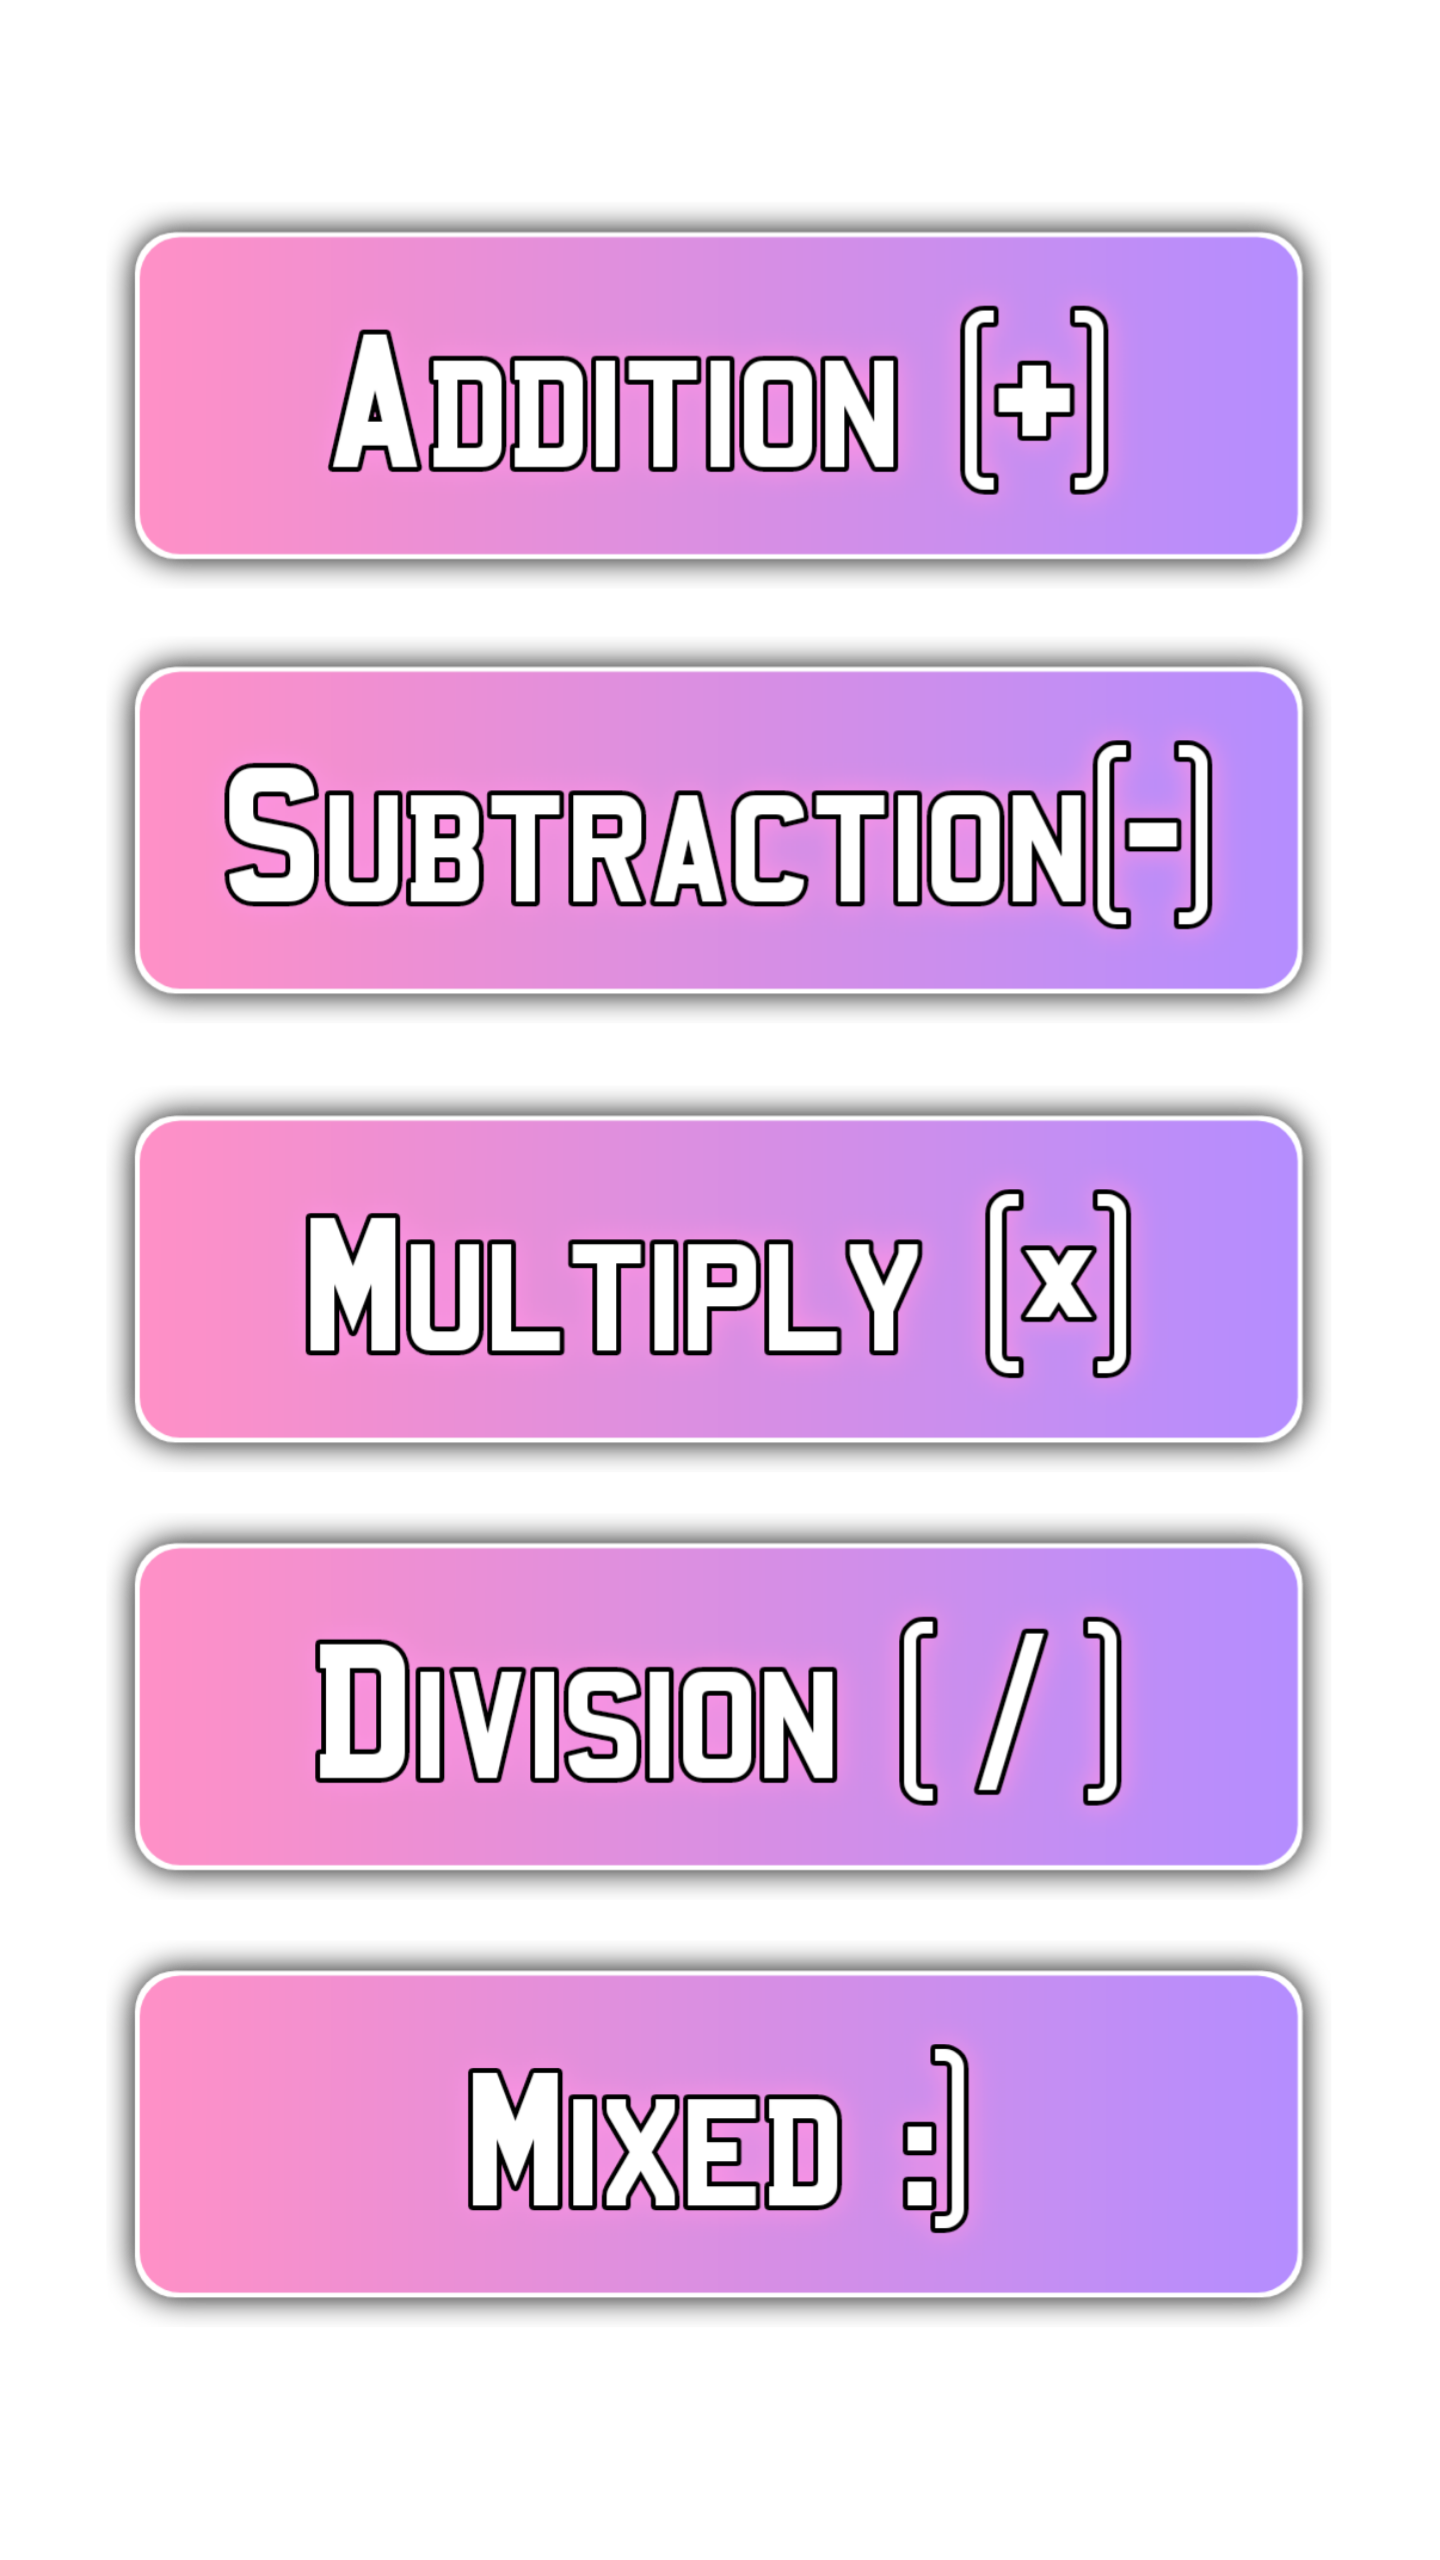 Addition (+)
Subtraction(-)
Multiply (x)
Division ( / )
Mixed :)